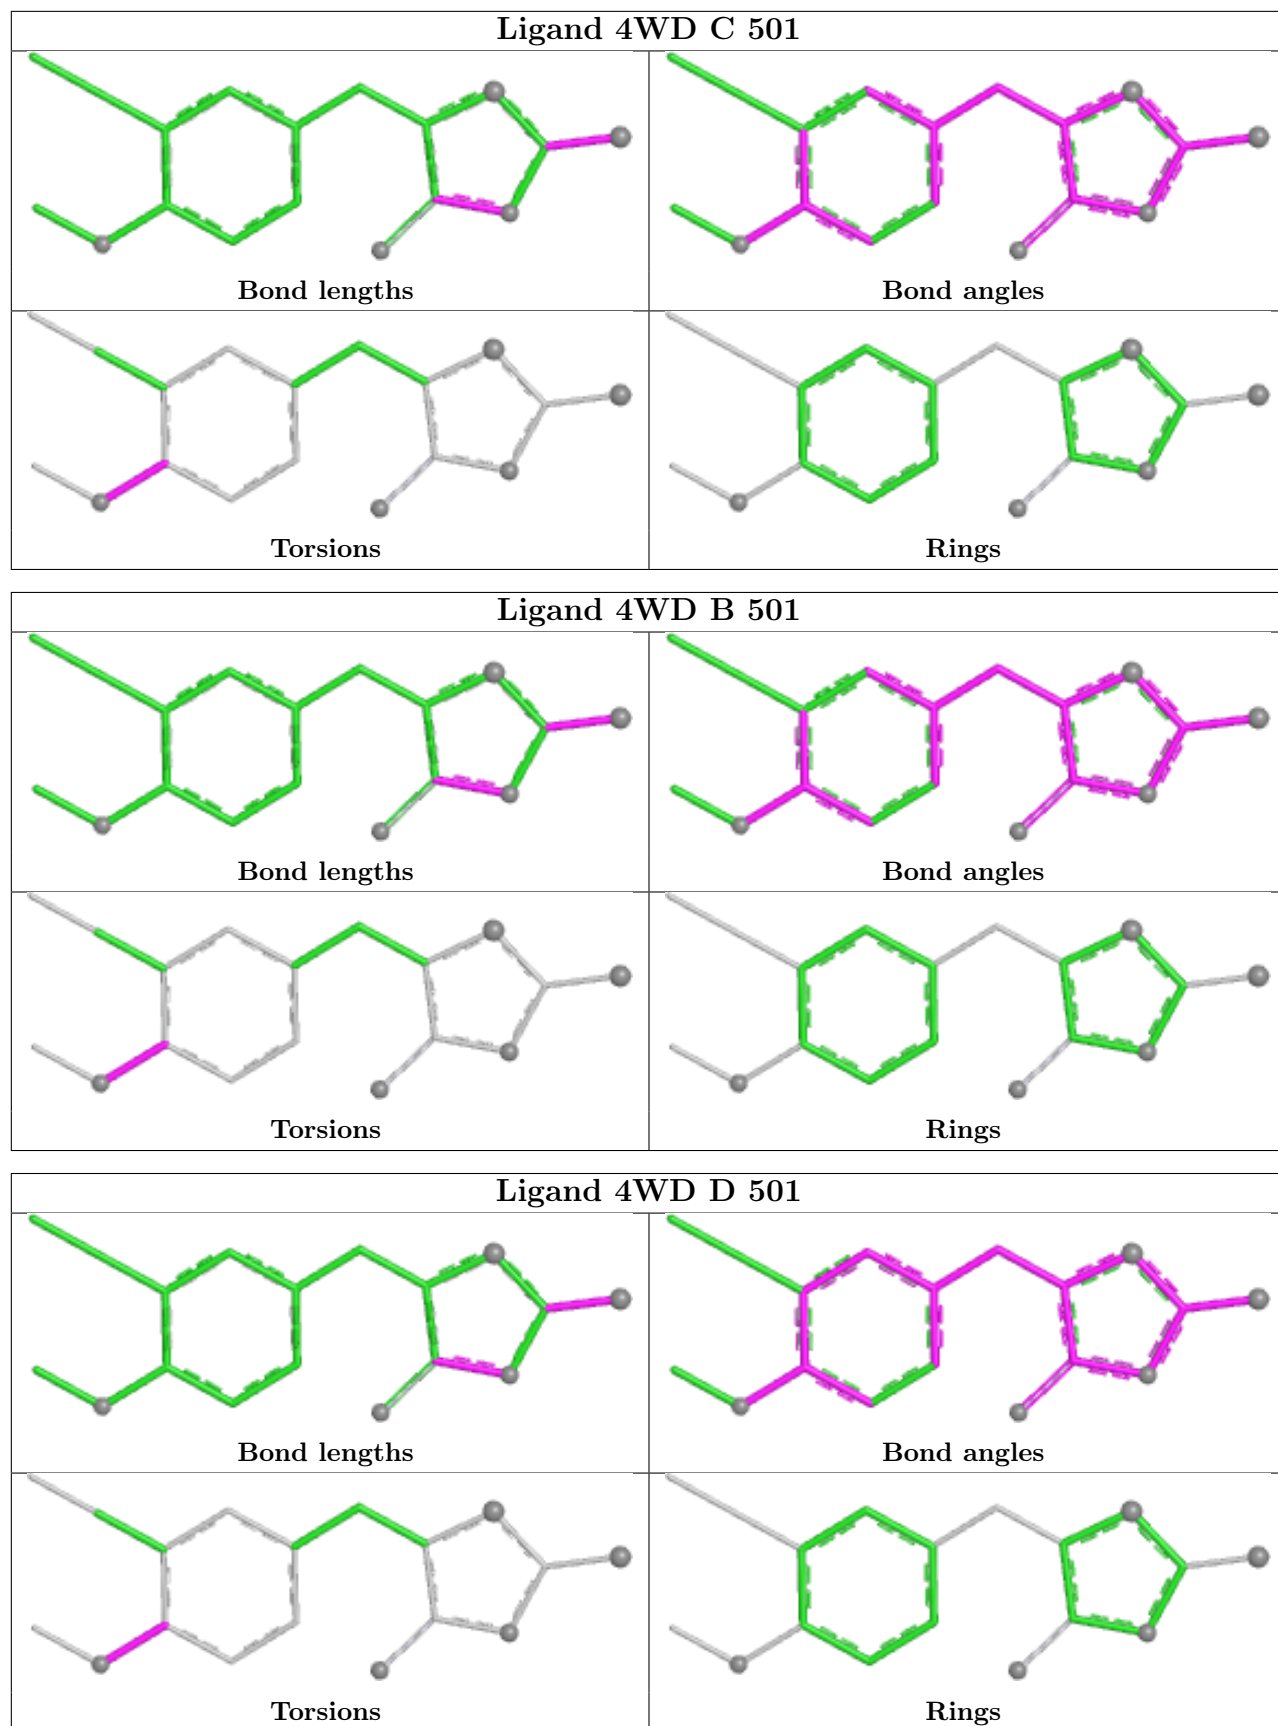 Ligand 4WD C 501
Bond lengths
Bond angles
Torsions
Rings
Ligand 4WD B 501
Bond lengths
Bond angles
Torsions
Rings
Ligand 4WD D 501
Bond lengths
Bond angles
Torsions
Rings